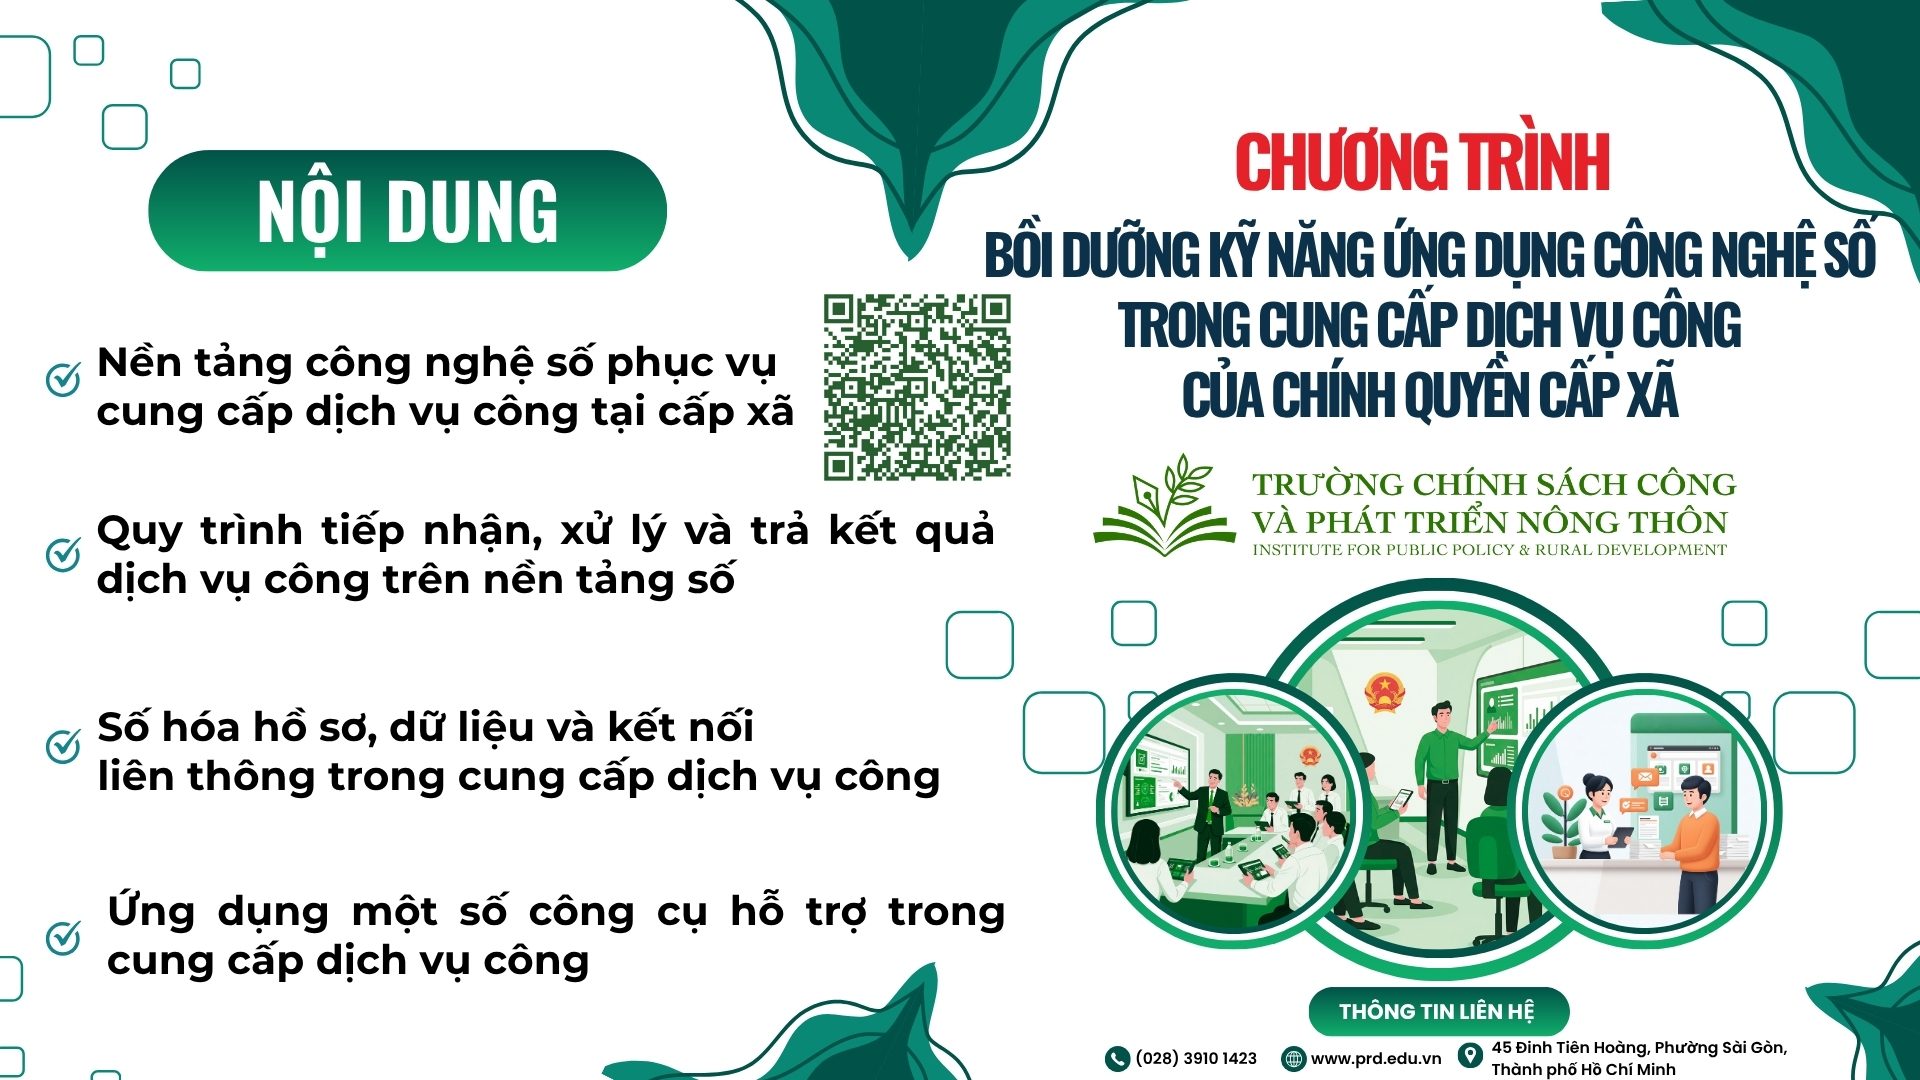 NỘI DUNG
Nền tảng công nghệ số phục vụ
cung cấp dịch vụ công tại cấp xã
Quy trình tiếp nhận, xử lý và trả kết quả
dịch vụ công trên nền tảng số
Số hóa hồ sơ, dữ liệu và kết nối
liên thông trong cung cấp dịch vụ công
Ứng dụng một số công cụ hỗ trợ trong
cung cấp dịch vụ công
CHƯƠNG TRÌNH
BỒI DƯỠNG KỸ NĂNG ỨNG DỤNG CÔNG NGHỆ SỐ
TRONG CUNG CẤP DỊCH VỤ CÔNG
CỦA CHÍNH QUYỀN CẤP XÃ
TRƯỜNG CHÍNH SÁCH CÔNG
VÀ PHÁT TRIỂN NÔNG THÔN
INSTITUTE FOR PUBLIC POLICY & RURAL DEVELOPMENT
THÔNG TIN LIÊN HỆ
(028) 3910 1423
www.prd.edu.vn
45 Đinh Tiên Hoàng, Phường Sài Gòn,
Thành phố Hồ Chí Minh